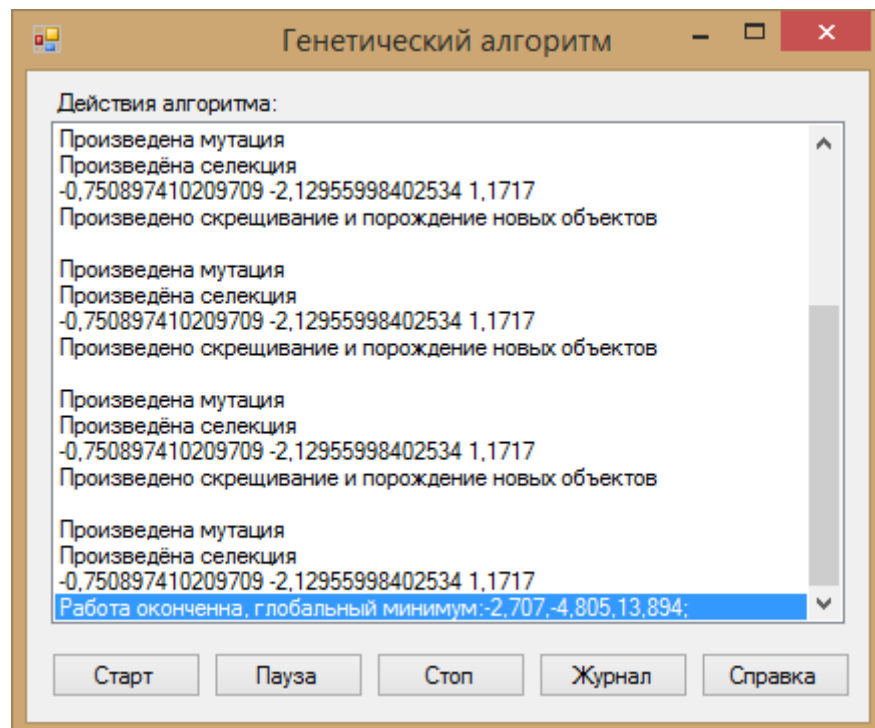 Генетический алгоритм
Действия алгоритма:
Произведена мутация
Произведёна селекция
-0,750897410209709 -2,12955998402534 1,1717
Произведено скрещивание и порождение новых объектов
Произведена мутация
Произведёна селекция
-0,750897410209709 -2,12955998402534 1,1717
Произведено скрещивание и порождение новых объектов
Произведена мутация
Произведёна селекция
-0,750897410209709 -2,12955998402534 1,1717
Произведено скрещивание и порождение новых объектов
Произведена мутация
Произведёна селекция
-0,750897410209709 -2,12955998402534 1,1717
Работа оконченна, глобальный минимум:-2,707,-4,805,13,894;
Старт Пауза Стоп Журнал Справка